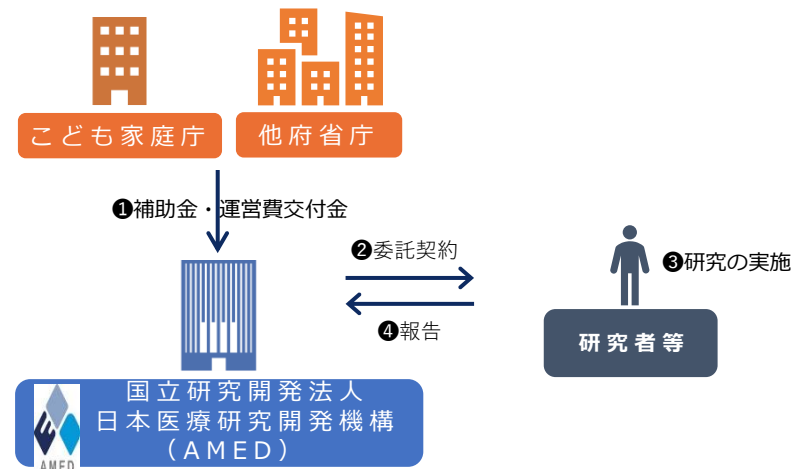 こども家庭庁
他府省庁
❶補助金・運営費交付金
❷委託契約
❸研究の実施
❹報告
研究者等
国立研究開発法人
日本医療研究開発機構
（AMED）
AMED